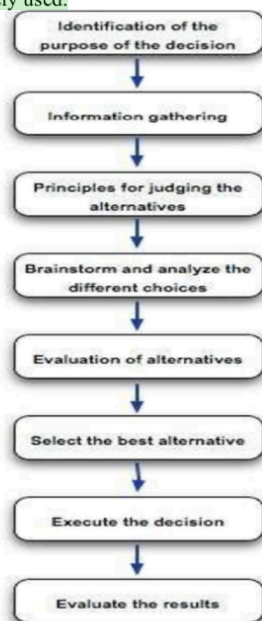 used.
Identification of the
purpose of the decision
Information gathering
Principles for judging the
alternatives
Brainstorm and analyze the
different choices
Evaluation of alternatives
Select the best alternative
Execute the decision
Evaluate the results